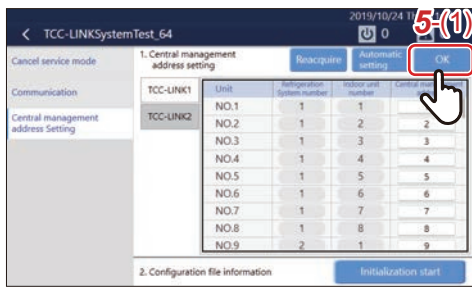 2019/10/24 T
5-(1)
TCC-LINKSystemTest_64
0
Cancel service mode
Communication
Central management
address Setting
1. Central management
address setting
Reacquire
Automatic
setting
OK
TCC-LINK1
TCC-LINK2
Unit Refrigeration System number Indoor unit number Central
NO.1 1 1
NO.2 1 2 2
NO.3 1 3 3
NO.4 1 4 4
NO.5 1 5 5
NO.6 1 6 6
NO.7 1 7 7
NO.8 1 8 8
NO.9 2 1 9
2. Configuration file information
Initialization start